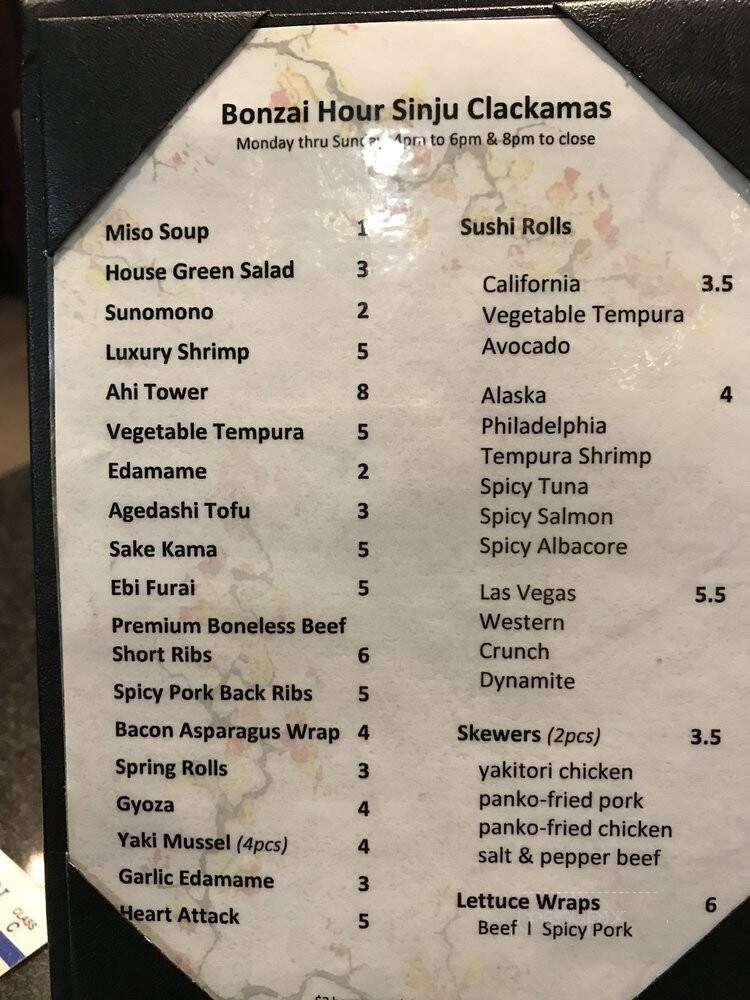 Bonzai Hour Sinju Clackamas
Monday thru Sunday 4pm to 6pm & 8pm to close
Miso Soup 1
House Green Salad 3
Sunomono 2
Luxury Shrimp 5
Ahi Tower 8
Vegetable Tempura 5
Edamame 2
Agedashi Tofu 3
Sake Kama 5
Ebi Furai 5
Premium Boneless Beef
Short Ribs 6
Spicy Pork Back Ribs 5
Bacon Asparagus Wrap 4
Spring Rolls 3
Gyoza 4
Yaki Mussel (4pcs) 4
Garlic Edamame 3
Heart Attack 5
Sushi Rolls
California 3.5
Vegetable Tempura
Avocado
Alaska 4
Philadelphia
Tempura Shrimp
Spicy Tuna
Spicy Salmon
Spicy Albacore
Las Vegas 5.5
Western
Crunch
Dynamite
Skewers (2pcs) 3.5
yakitori chicken
panko-fried pork
panko-fried chicken
salt & pepper beef
Lettuce Wraps 6
Beef I Spicy Pork
CLASS
C